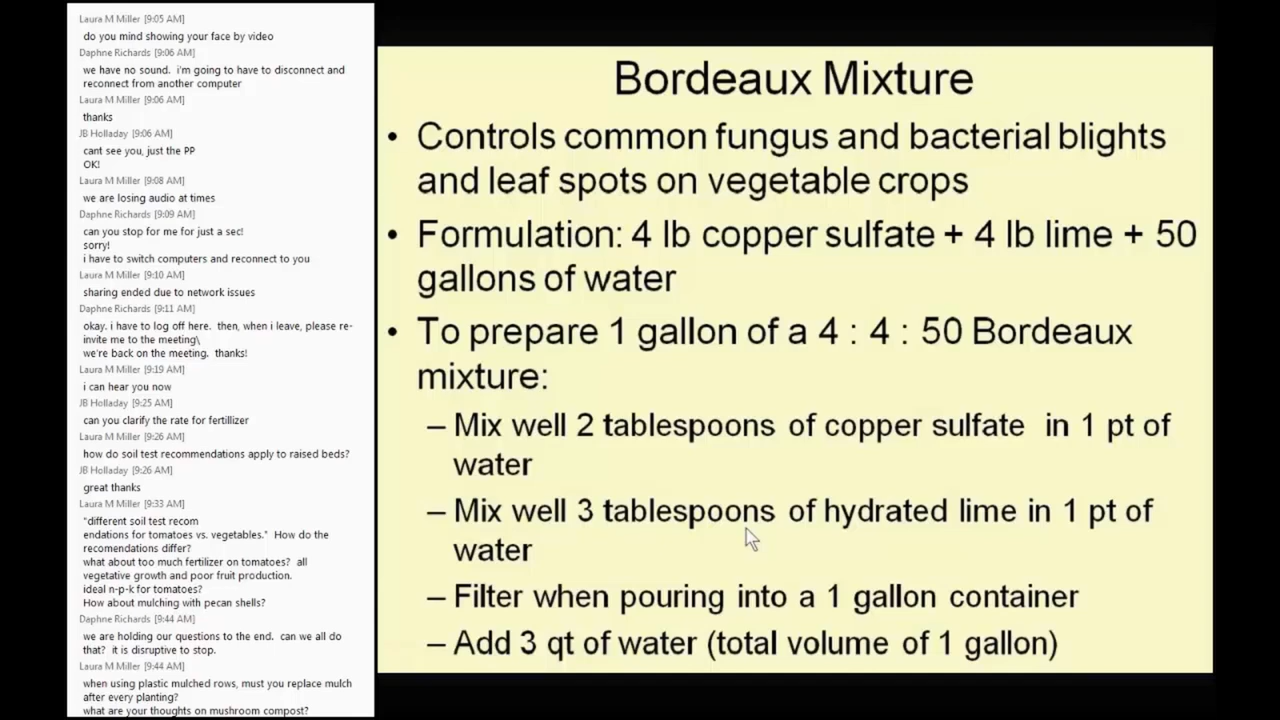 Laura M Miller [9:05 AM]
do you mind showing your face by video
Daphne Richards [9:06 AM]
we have no sound.  i'm going to have to disconnect and
reconnect from another computer
Laura M Miller [9:06 AM]
thanks
JB Holladay [9:06 AM]
cant see you, just the PP
OK!
Laura M Miller [9:08 AM]
we are losing audio at times
Daphne Richards [9:09 AM]
can you stop for me for just a sec!
sorry!
i have to switch computers and reconnect to you
Laura M Miller [9:10 AM]
sharing ended due to network issues
Daphne Richards [9:11 AM]
okay. i have to log off here.  then, when i leave, please re-
invite me to the meeting\
we're back on the meeting.  thanks!
Laura M Miller [9:19 AM]
i can hear you now
JB Holladay [9:25 AM]
can you clarify the rate for fertillizer
Laura M Miller [9:26 AM]
how do soil test recommendations apply to raised beds?
JB Holladay [9:26 AM]
great thanks
Laura M Miller [9:33 AM]
"different soil test recom
endations for tomatoes vs. vegetables."  How do the
recomendations differ?
what about too much fertilizer on tomatoes?  all
vegetative growth and poor fruit production.
ideal n-p-k for tomatoes?
How about mulching with pecan shells?
Daphne Richards [9:44 AM]
we are holding our questions to the end.  can we all do
that?  it is disruptive to stop.
Laura M Miller [9:44 AM]
when using plastic mulched rows, must you replace mulch
after every planting?
what are your thoughts on mushroom compost?
Bordeaux Mixture
• Controls common fungus and bacterial blights
and leaf spots on vegetable crops
• Formulation: 4 lb copper sulfate + 4 lb lime + 50
gallons of water
• To prepare 1 gallon of a 4 : 4 : 50 Bordeaux
mixture:
– Mix well 2 tablespoons of copper sulfate  in 1 pt of
water
– Mix well 3 tablespoons of hydrated lime in 1 pt of
water
– Filter when pouring into a 1 gallon container
– Add 3 qt of water (total volume of 1 gallon)